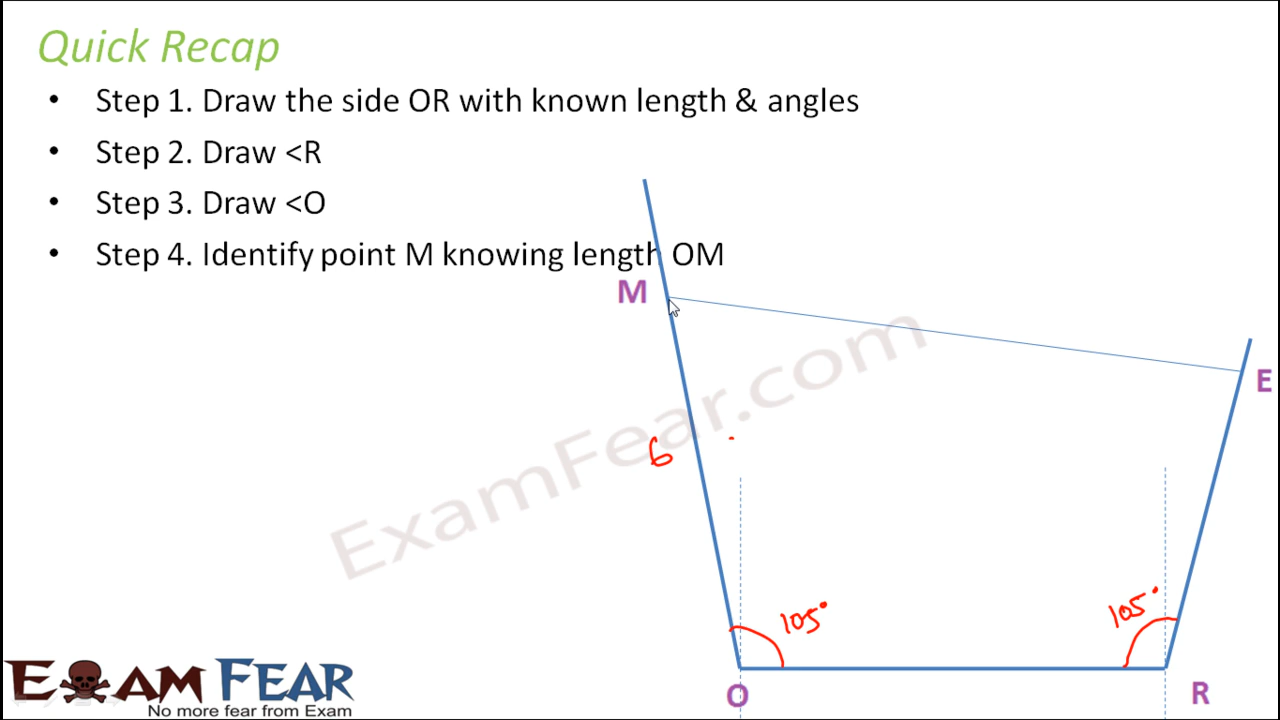 Quick Recap
• Step 1. Draw the side OR with known length & angles
• Step 2. Draw <R
• Step 3. Draw <O
• Step 4. Identify point M knowing length OM
M
E
6
105°
105°
O
R
ExamFear.com
EXAM FEAR
No more fear from Exam